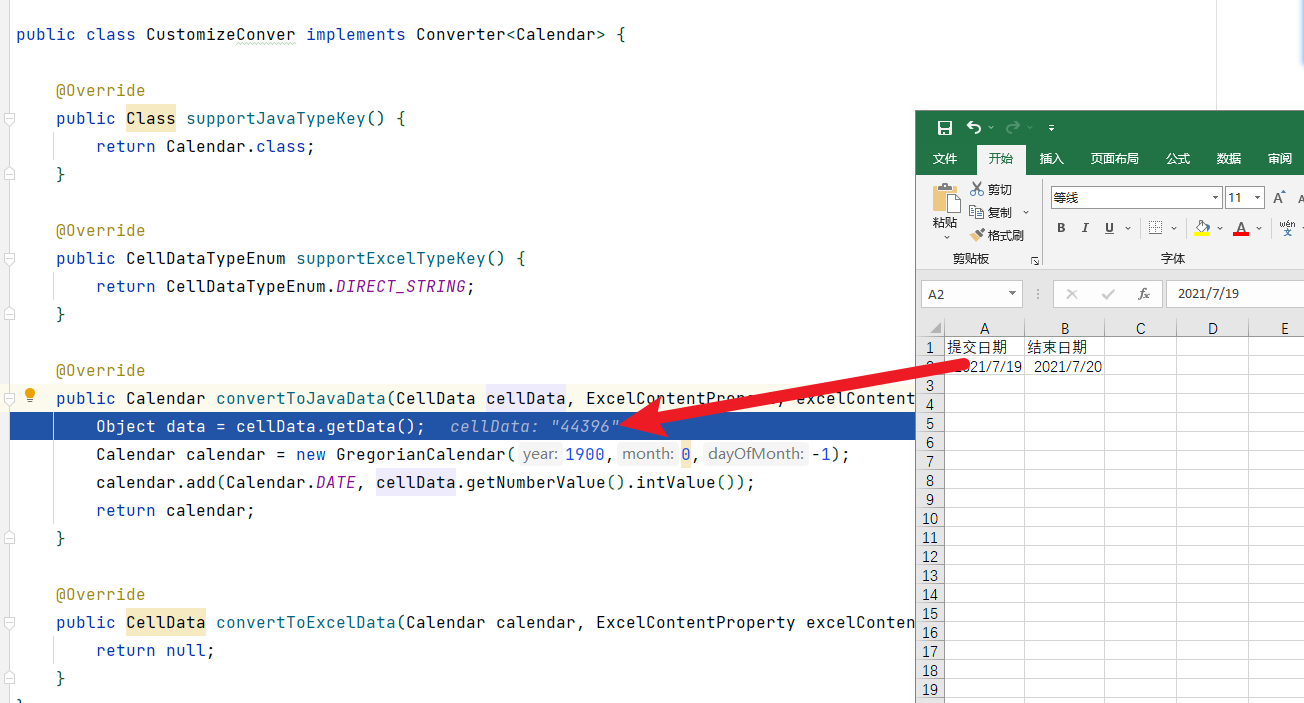 public class CustomizeConver implements Converter<Calendar> {
@Override
public Class supportJavaTypeKey() {
return Calendar.class;
}
@Override
public CellDataTypeEnum supportExcelTypeKey() {
return CellDataTypeEnum.DIRECT_STRING;
}
@Override
public Calendar convertToJavaData(CellData cellData, ExcelContentProperty excelContent
Object data = cellData.getData(); cellData: "44396"
Calendar calendar = new GregorianCalendar( year: 1900, month: 0, dayOfMonth: -1);
calendar.add(Calendar.DATE, cellData.getNumberValue().intValue());
return calendar;
}
@Override
public CellData convertToExcelData(Calendar calendar, ExcelContentProperty excelConten
return null;
}
文件 开始 插入 页面布局 公式 数据 审阅
粘贴
剪切
复制
格式刷
剪贴板
等线 11 A A
B I U A wén 文
字体
A2 fx 2021/7/19
A B C D E
1 提交日期 结束日期
2 2021/7/19 2021/7/20
3
4
5
6
7
8
9
10
11
12
13
14
15
16
17
18
19